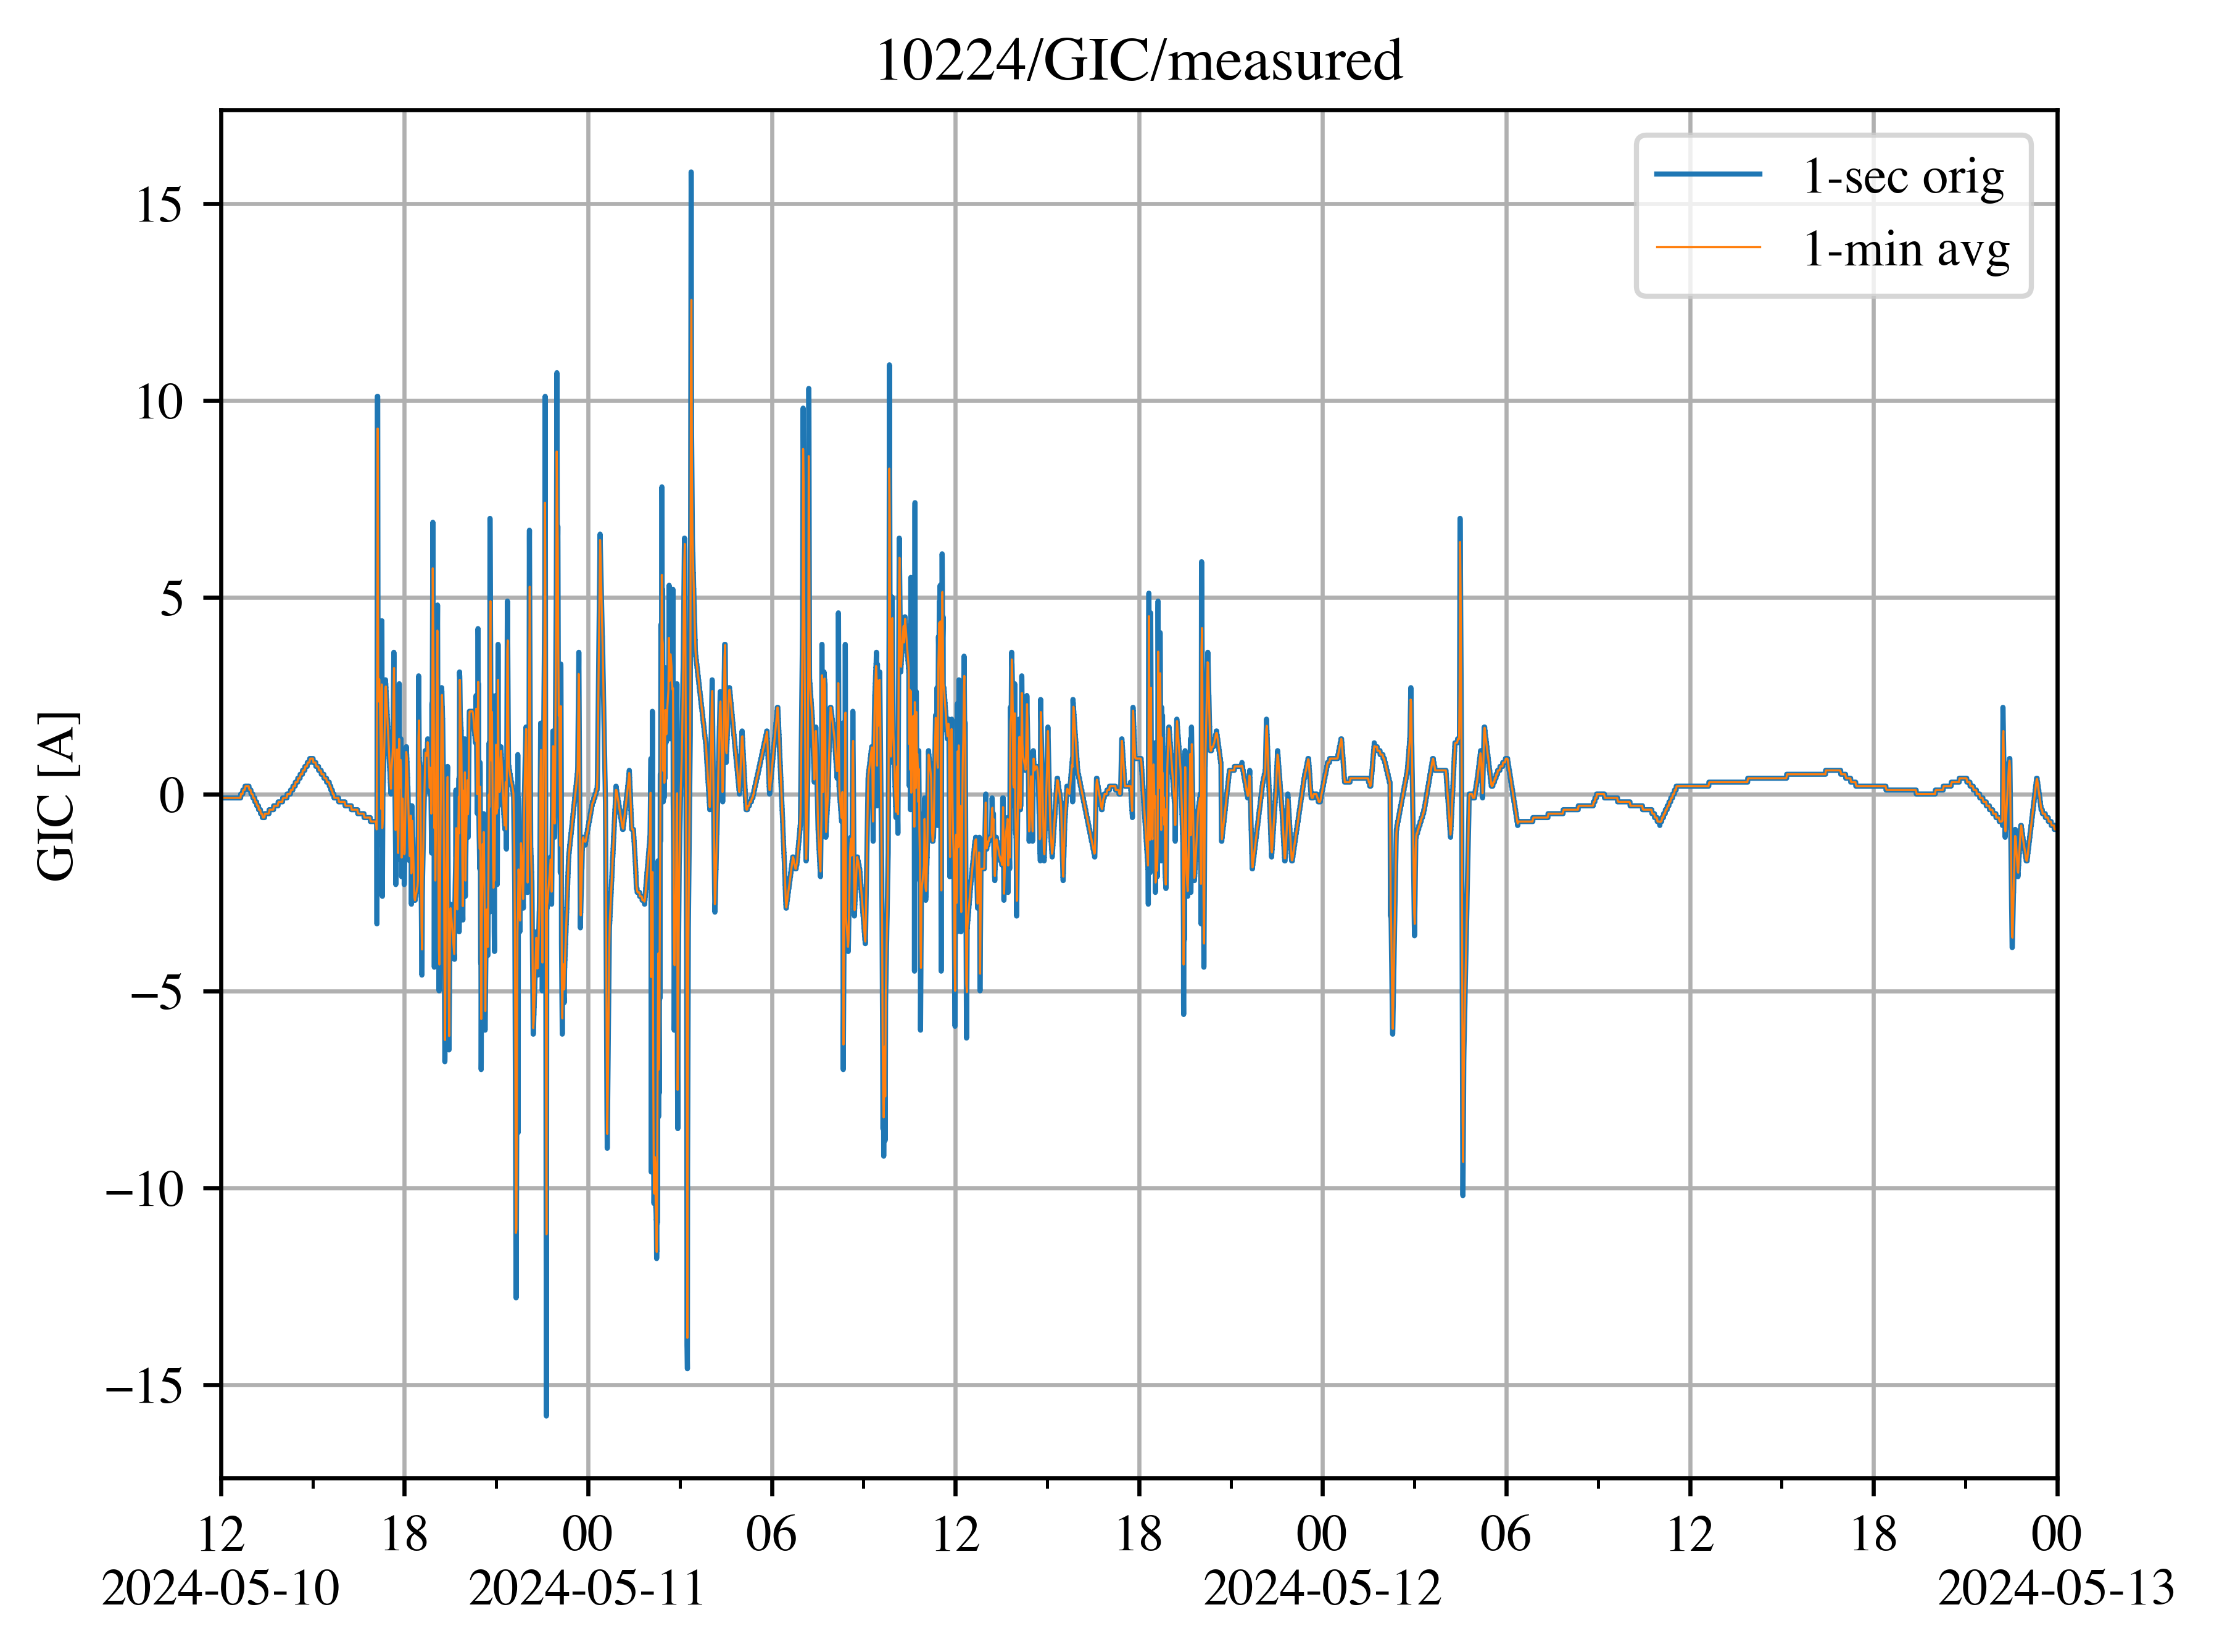 10224/GIC/measured
1-sec orig
1-min avg
15
10
5
0
−5
−10
−15
GIC [A]
12 18 00 06 12 18 00 06 12 18 00
2024-05-10 2024-05-11 2024-05-12 2024-05-13